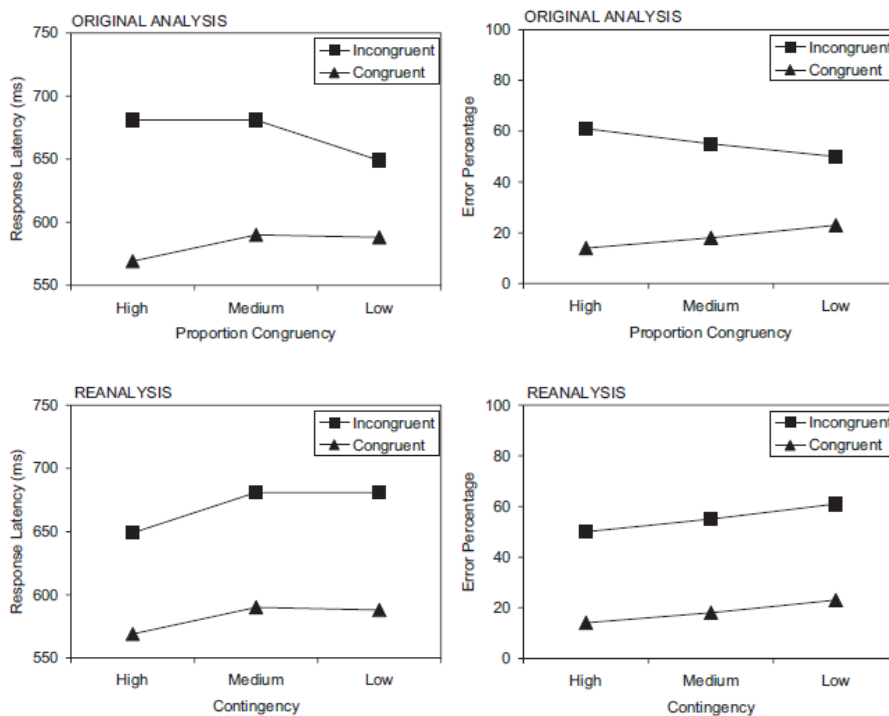 ORIGINAL ANALYSIS
750
700
650
600
550
Response Latency (ms)
Incongruent
Congruent
High Medium Low
Proportion Congruency
ORIGINAL ANALYSIS
100
80
60
40
20
0
Error Percentage
Incongruent
Congruent
High Medium Low
Proportion Congruency
REANALYSIS
750
700
650
600
550
Response Latency (ms)
Incongruent
Congruent
High Medium Low
Contingency
REANALYSIS
100
80
60
40
20
0
Error Percentage
Incongruent
Congruent
High Medium Low
Contingency